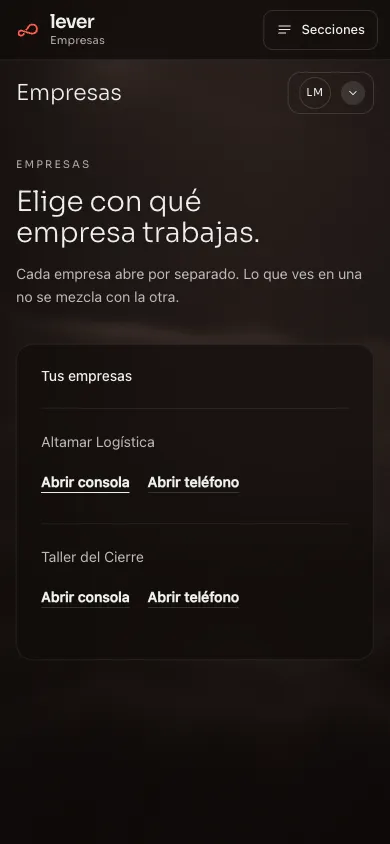 lever
Empresas
Secciones
Empresas
LM
EMPRESAS
Elige con qué
empresa trabajas.
Cada empresa abre por separado. Lo que ves en una
no se mezcla con la otra.
Tus empresas
Altamar Logística
Abrir consola Abrir teléfono
Taller del Cierre
Abrir consola Abrir teléfono